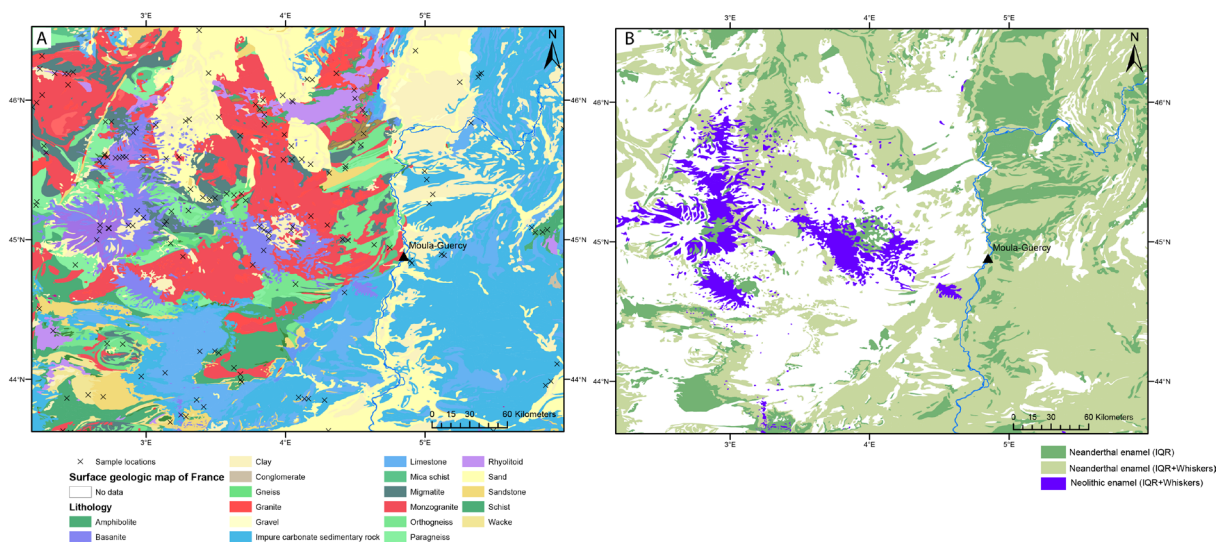 3°E 4°E 5°E
A
N
46°N
46°N
45°N
45°N
Moula-Guercy
44°N
44°N
0 15 30 60 Kilometers
3°E 4°E 5°E
Sample locations
Surface geologic map of France
No data
Lithology
Amphibolite
Basanite
Clay
Conglomerate
Gneiss
Granite
Gravel
Impure carbonate sedimentary rock
Limestone
Mica schist
Migmatite
Monzogranite
Orthogneiss
Paragneiss
Rhyolitoid
Sand
Sandstone
Schist
Wacke
3°E 4°E 5°E
B
N
46°N
46°N
45°N
45°N
Moula-Guercy
44°N
44°N
0 15 30 60 Kilometers
3°E 4°E 5°E
Neanderthal enamel (IQR)
Neanderthal enamel (IQR+Whiskers)
Neolithic enamel (IQR+Whiskers)